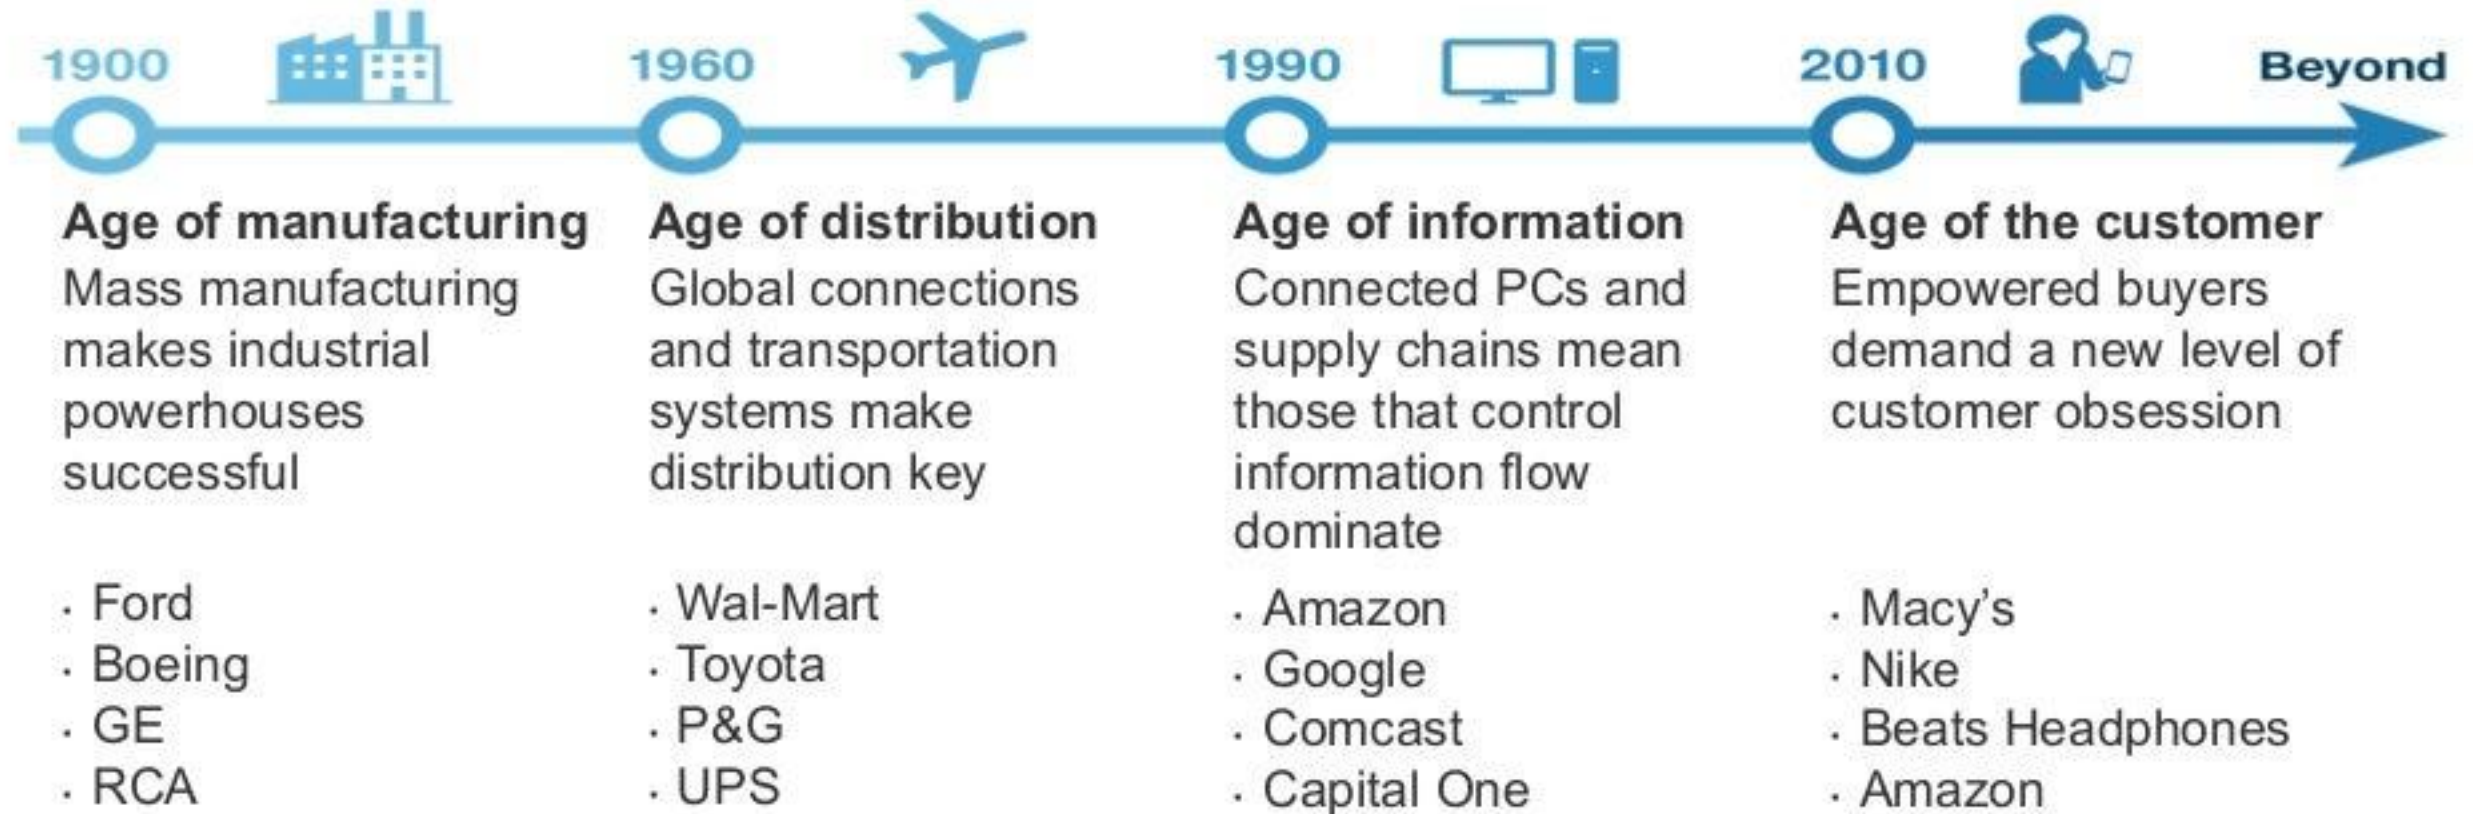 1900
1960
1990
2010
Beyond
Age of manufacturing
Mass manufacturing
makes industrial
powerhouses
successful
· Ford
· Boeing
· GE
· RCA
Age of distribution
Global connections
and transportation
systems make
distribution key
· Wal-Mart
· Toyota
· P&G
· UPS
Age of information
Connected PCs and
supply chains mean
those that control
information flow
dominate
· Amazon
· Google
· Comcast
· Capital One
Age of the customer
Empowered buyers
demand a new level of
customer obsession
· Macy's
· Nike
· Beats Headphones
· Amazon